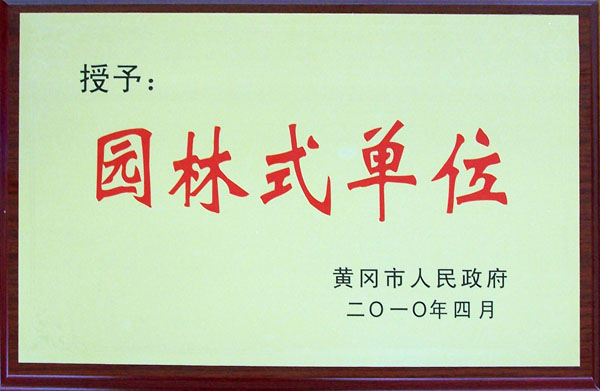 授予：
园林式单位
黄冈市人民政府
二〇一〇年四月